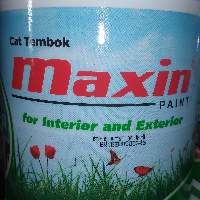 Cat Tembok
maxin
PAINT
for Interior and Exterior